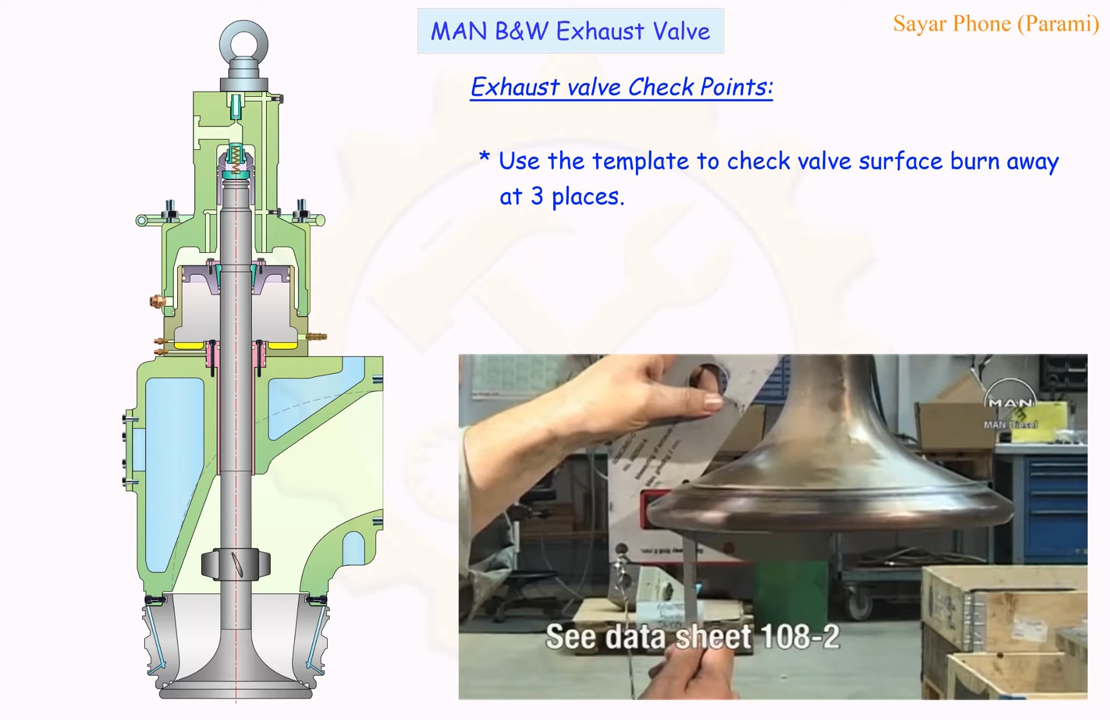 MAN B&W Exhaust Valve
Sayar Phone (Parami)
Exhaust valve Check Points:
* Use the template to check valve surface burn away
at 3 places.
MAN
MAN Diesel
See data sheet 108-2